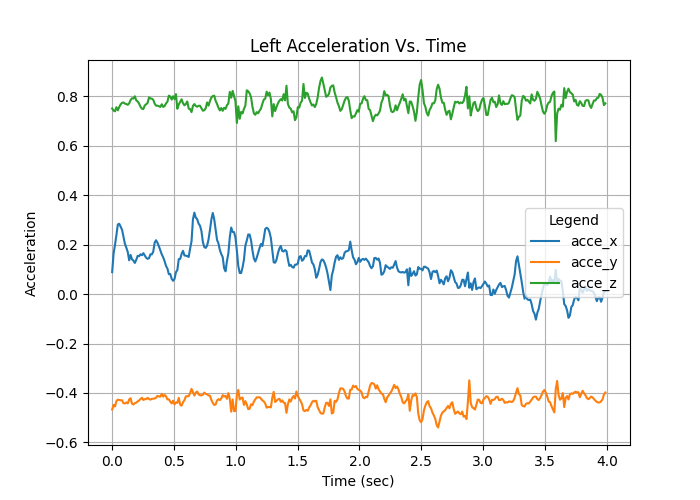 Left Acceleration Vs. Time
Acceleration
0.8
0.6
0.4
0.2
0.0
−0.2
−0.4
−0.6
Legend
acce_x
acce_y
acce_z
0.0 0.5 1.0 1.5 2.0 2.5 3.0 3.5 4.0
Time (sec)